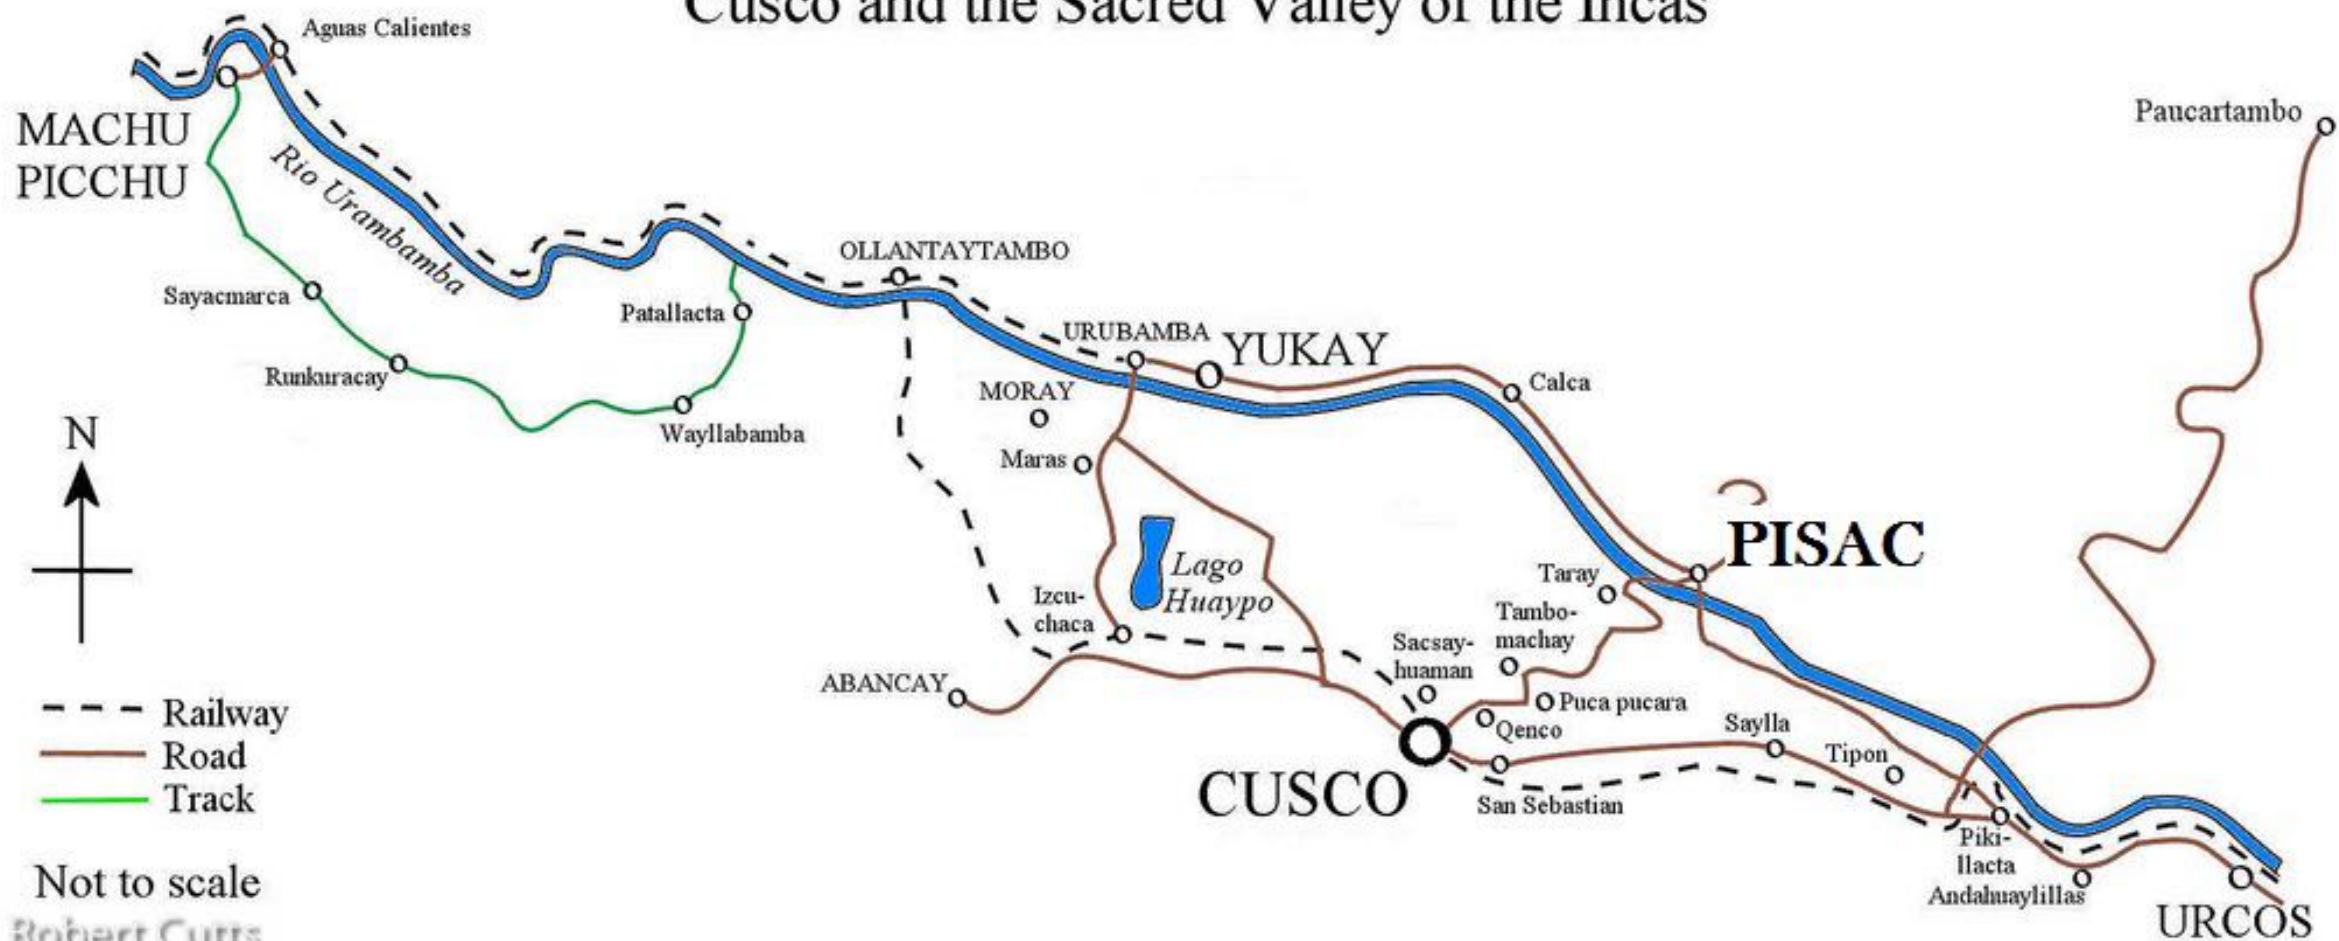 Cusco and the Sacred Valley of the Incas
Aguas Calientes
MACHU
PICCHU
Rio Urambamba
Paucartambo
OLLANTAYTAMBO
Sayacmarca
Patallacta
URUBAMBA
YUKAY
Runkuracay
MORAY
Calca
Wayllabamba
N
Maras
PISAC
Lago
Huaypo
Taray
Izcu-
chaca
Tambo-
machay
Sacsay-
huaman
ABANCAY
Puca pucara
Qenco
Saylla
Tipon
CUSCO
San Sebastian
Piki-
llacta
Andahuaylillas
URCOS
Railway
Road
Track
Not to scale
Robert Cutts